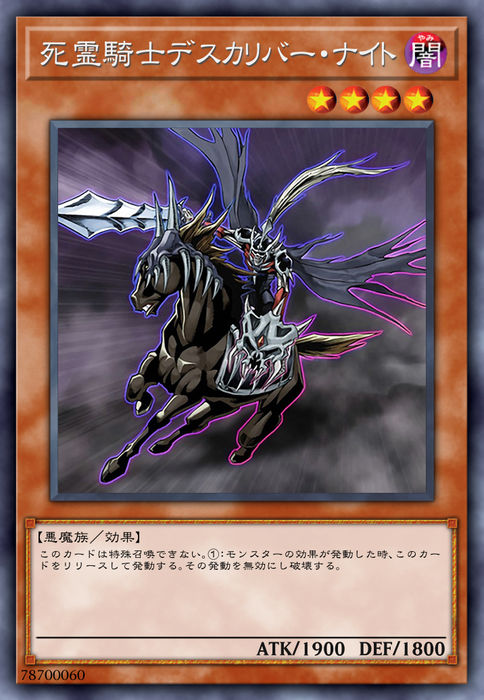 死霊騎士デスカリバー・ナイト
やみ
闇
【悪魔族／効果】
このカードは特殊召喚できない。①：モンスターの効果が発動した時、このカー
ドをリリースして発動する。その発動を無効にし破壊する。
ATK/1900 DEF/1800
78700060